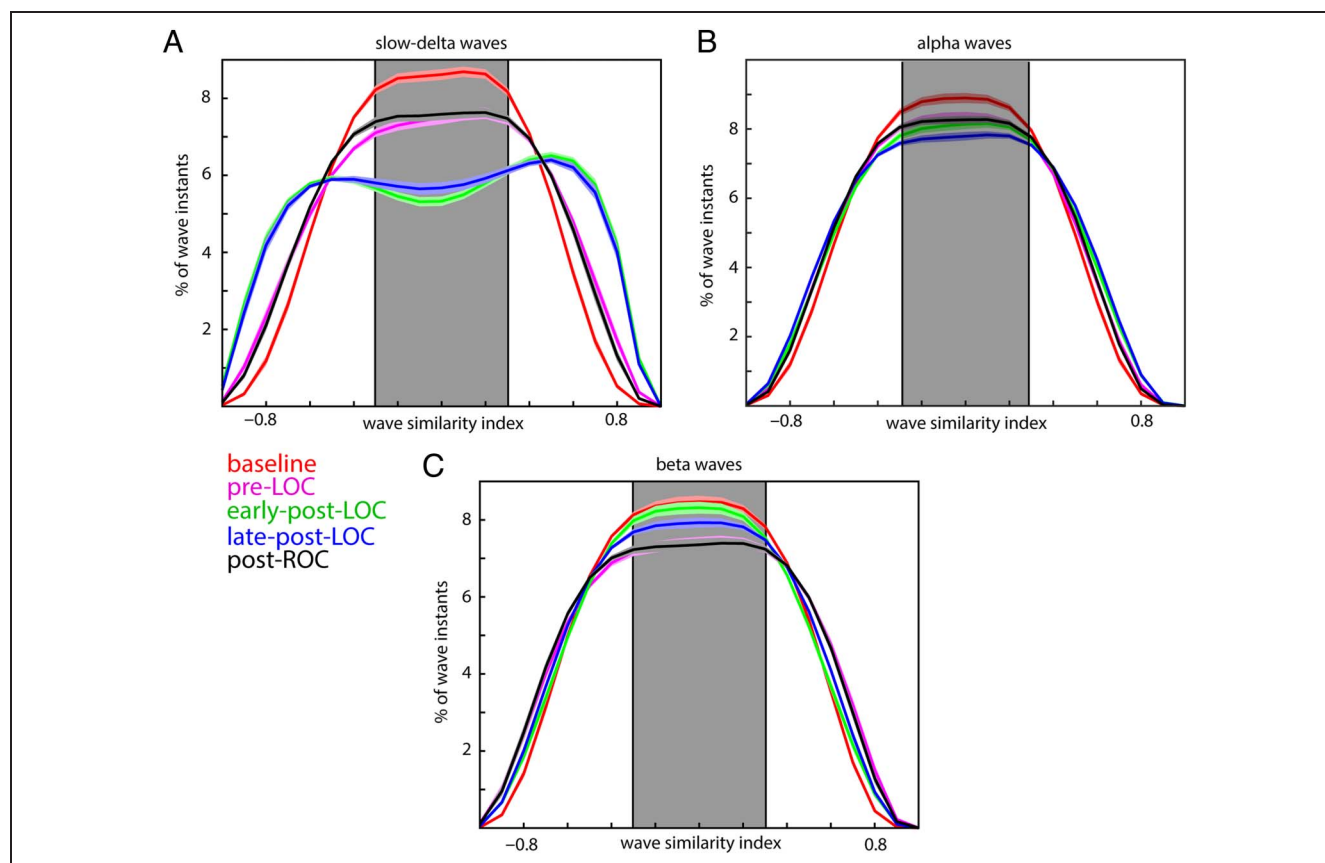 A
slow-delta waves
% of wave instants
8
6
4
2
−0.8
wave similarity index
0.8
B
alpha waves
% of wave instants
8
6
4
2
−0.8
wave similarity index
0.8
baseline
pre-LOC
early-post-LOC
late-post-LOC
post-ROC
C
beta waves
% of wave instants
8
6
4
2
−0.8
wave similarity index
0.8